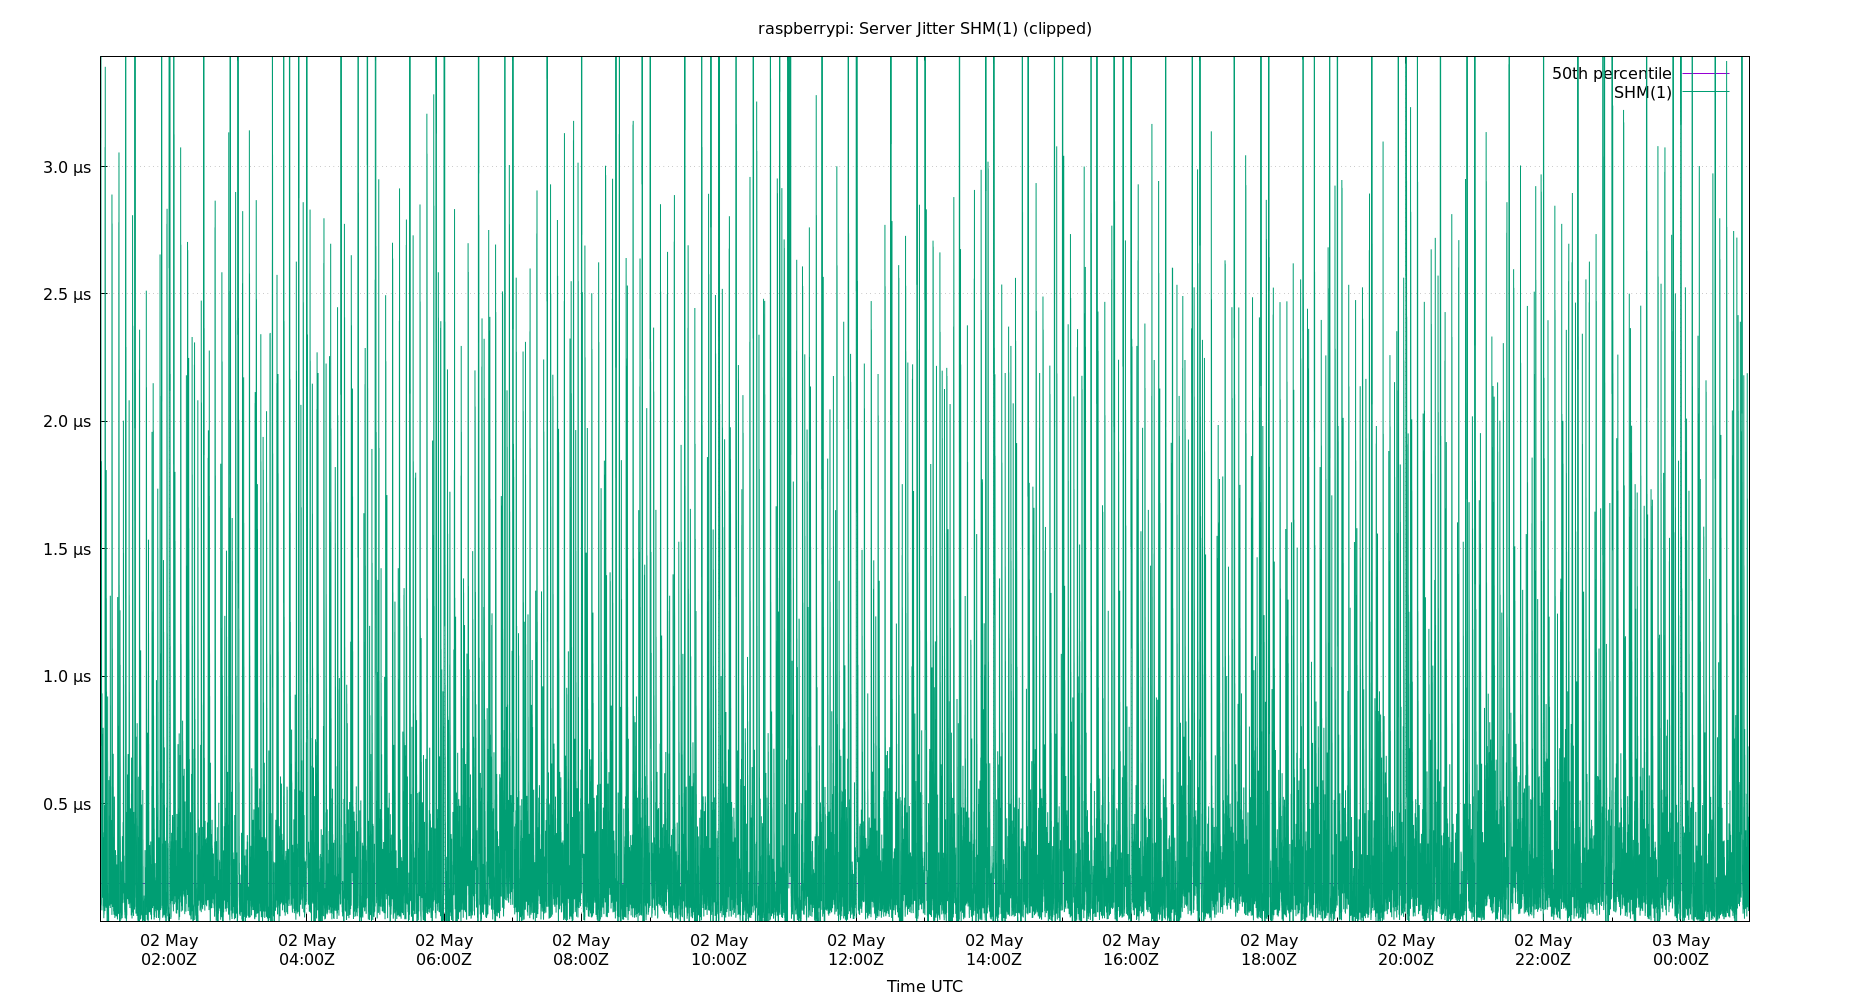 raspberrypi: Server Jitter SHM(1) (clipped)
50th percentile
SHM(1)
3.0 µs
2.5 µs
2.0 µs
1.5 µs
1.0 µs
0.5 µs
02 May 02 May 02 May 02 May 02 May 02 May 02 May 02 May 02 May 02 May 02 May 03 May
02:00Z 04:00Z 06:00Z 08:00Z 10:00Z 12:00Z 14:00Z 16:00Z 18:00Z 20:00Z 22:00Z 00:00Z
Time UTC